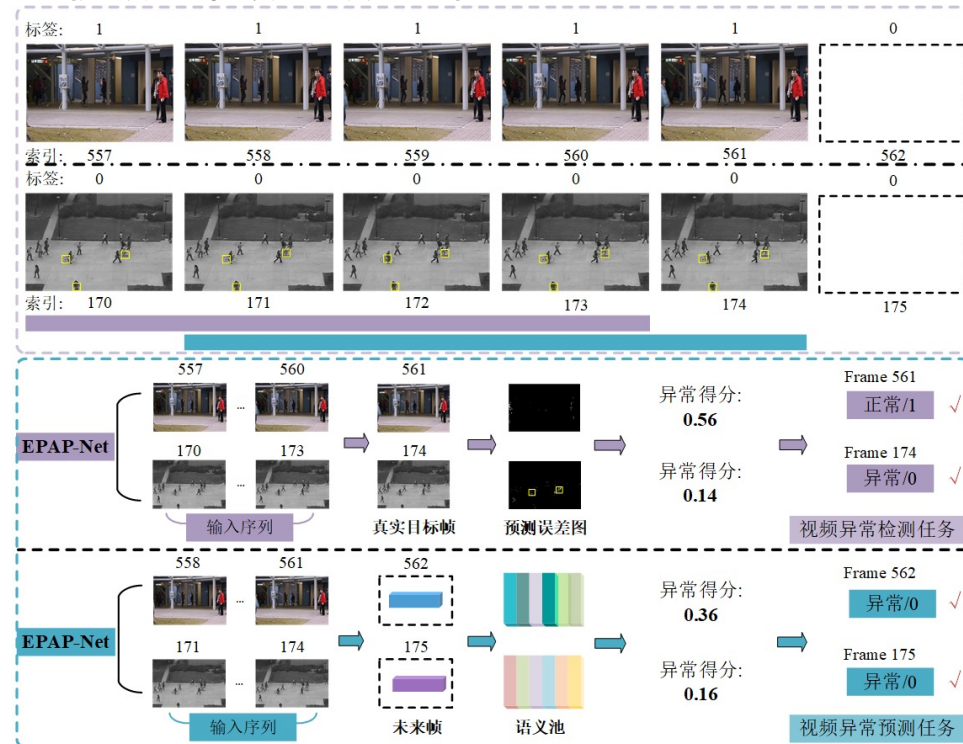 标签: 1 1 1 1 1 0
索引: 557 558 559 560 561 562
标签: 0 0 0 0 0 0
索引: 170 171 172 173 174 175
557 560 561 Frame 561
异常得分: 0.56
正常/1 √
EPAP-Net
170 ... 173 174 Frame 174
异常得分: 0.14
异常/0 √
输入序列 真实目标帧 预测误差图 视频异常检测任务
558 561 562 Frame 562
异常得分: 0.36
异常/0 √
EPAP-Net
171 ... 174 175 Frame 175
异常得分: 0.16
异常/0 √
输入序列 未来帧 语义池 视频异常预测任务